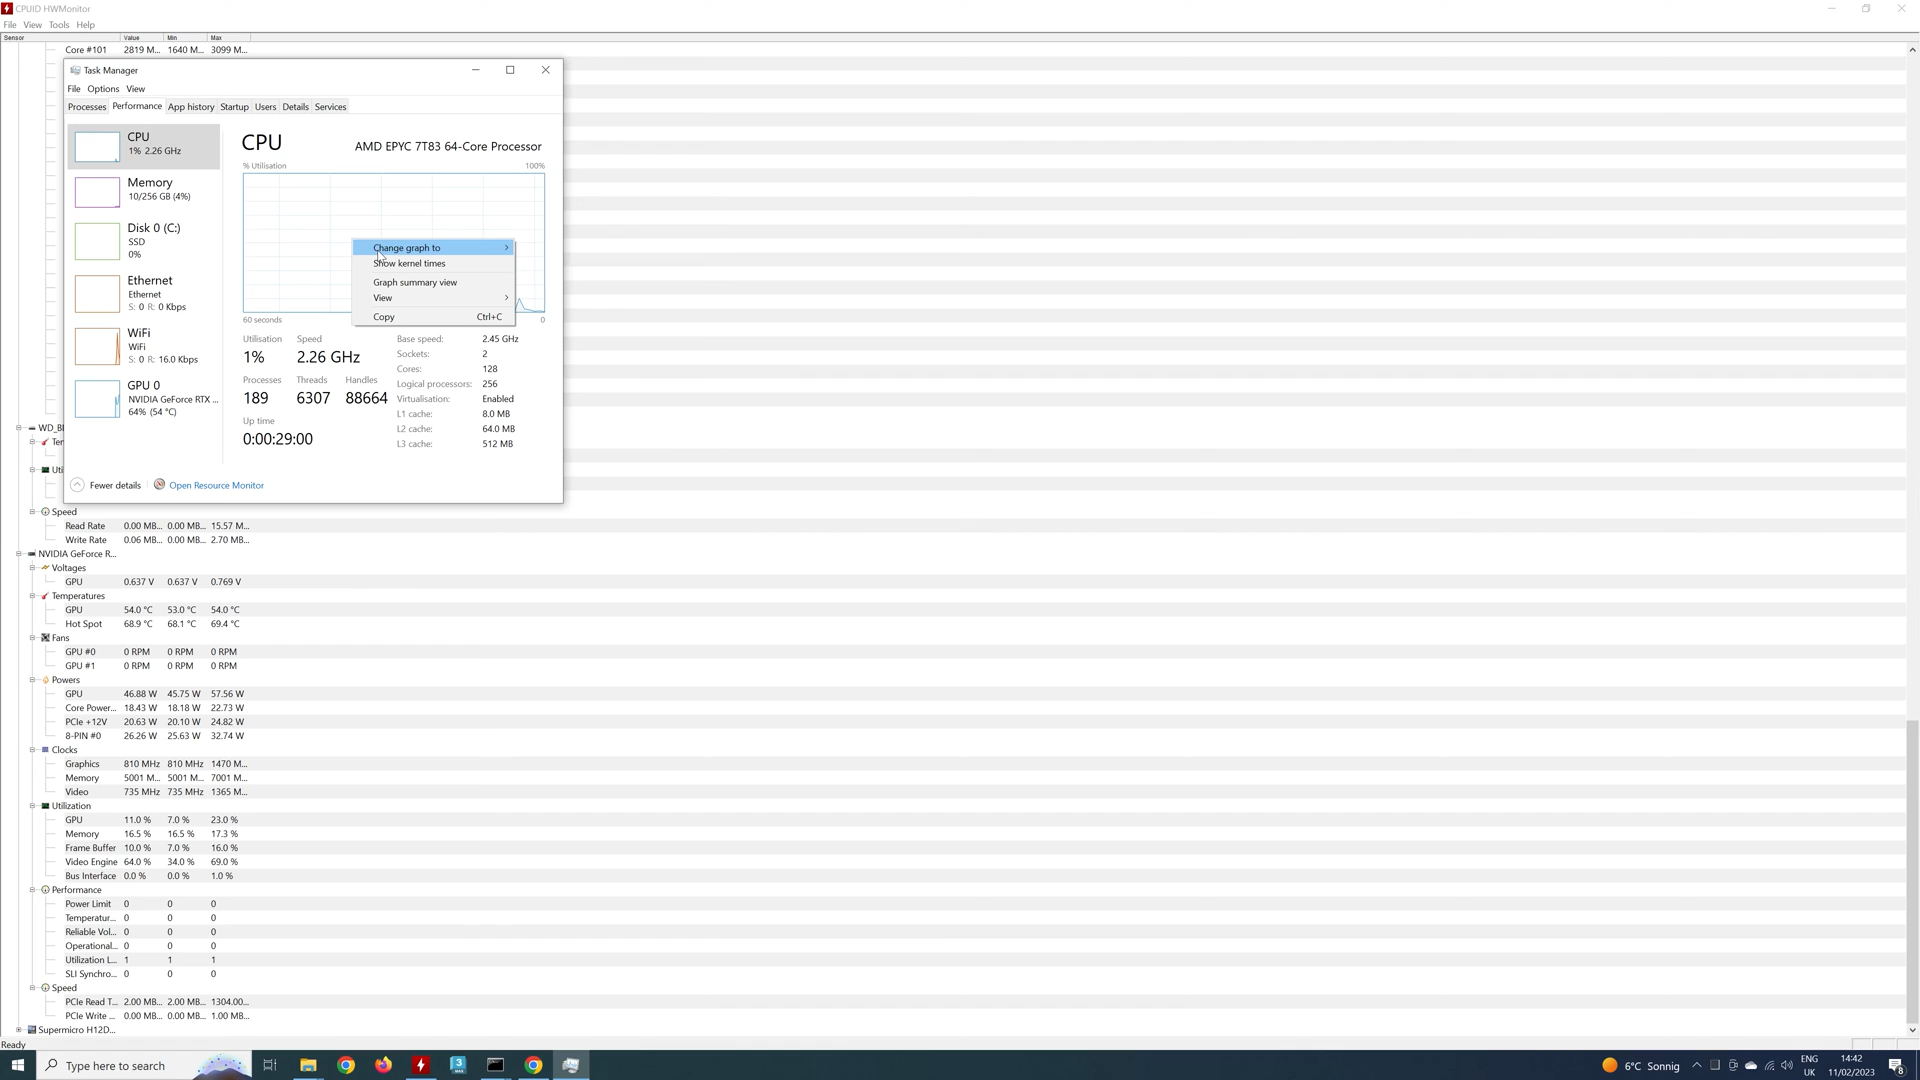 CPUID HWMonitor
File View Tools Help
Sensor Value Min Max
Core #101 2819 M... 1640 M... 3099 M...
Task Manager
File Options View
Processes Performance App history Startup Users Details Services
CPU
1% 2.26 GHz
Memory
10/256 GB (4%)
Disk 0 (C:)
SSD
0%
Ethernet
Ethernet
S: 0 R: 0 Kbps
WiFi
WiFi
S: 0 R: 16.0 Kbps
GPU 0
NVIDIA GeForce RTX ...
64% (54 °C)
CPU AMD EPYC 7T83 64-Core Processor
% Utilisation 100%
Change graph to
Show kernel times
Graph summary view
View
Copy Ctrl+C
60 seconds 0
Utilisation Speed
1% 2.26 GHz
Processes Threads Handles
189 6307 88664
Up time
0:00:29:00
Base speed: 2.45 GHz
Sockets: 2
Cores: 128
Logical processors: 256
Virtualisation: Enabled
L1 cache: 8.0 MB
L2 cache: 64.0 MB
L3 cache: 512 MB
Fewer details Open Resource Monitor
WD_Bl
Ter
Uti
Speed
Read Rate 0.00 MB... 0.00 MB... 15.57 M...
Write Rate 0.06 MB... 0.00 MB... 2.70 MB...
NVIDIA GeForce R...
Voltages
GPU 0.637 V 0.637 V 0.769 V
Temperatures
GPU 54.0 °C 53.0 °C 54.0 °C
Hot Spot 68.9 °C 68.1 °C 69.4 °C
Fans
GPU #0 0 RPM 0 RPM 0 RPM
GPU #1 0 RPM 0 RPM 0 RPM
Powers
GPU 46.88 W 45.75 W 57.56 W
Core Power... 18.43 W 18.18 W 22.73 W
PCIe +12V 20.63 W 20.10 W 24.82 W
8-PIN #0 26.26 W 25.63 W 32.74 W
Clocks
Graphics 810 MHz 810 MHz 1470 M...
Memory 5001 M... 5001 M... 7001 M...
Video 735 MHz 735 MHz 1365 M...
Utilization
GPU 11.0 % 7.0 % 23.0 %
Memory 16.5 % 16.5 % 17.3 %
Frame Buffer 10.0 % 7.0 % 16.0 %
Video Engine 64.0 % 34.0 % 69.0 %
Bus Interface 0.0 % 0.0 % 1.0 %
Performance
Power Limit 0 0 0
Temperatur... 0 0 0
Reliable Vol... 0 0 0
Operational... 0 0 0
Utilization L... 1 1 1
SLI Synchro... 0 0 0
Speed
PCIe Read T... 2.00 MB... 2.00 MB... 1304.00...
PCIe Write ... 0.00 MB... 0.00 MB... 1.00 MB...
Supermicro H12D...
Ready
Type here to search
6°C Sonnig
ENG
UK
14:42
11/02/2023
8